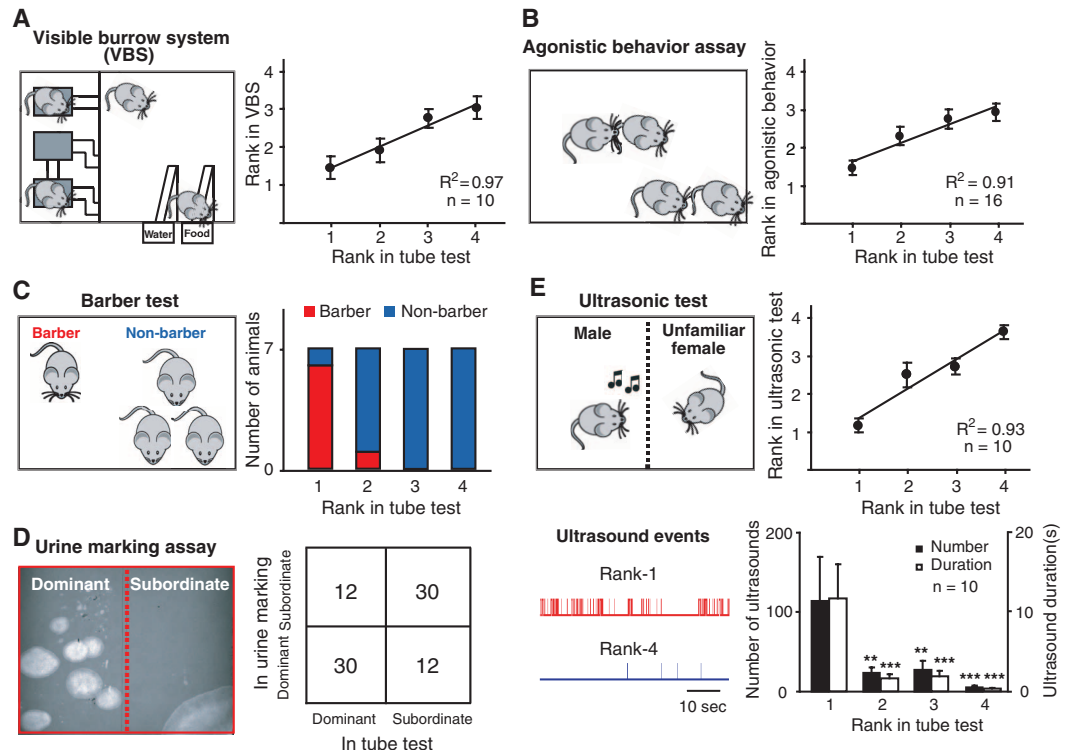 A
Visible burrow system
(VBS)
Water
Food
Rank in VBS
4
3
2
1
R² = 0.97
n = 10
1 2 3 4
Rank in tube test
B
Agonistic behavior assay
Rank in agonistic behavior
4
3
2
1
R² = 0.91
n = 16
1 2 3 4
Rank in tube test
C
Barber test
Barber
Non-barber
Barber Non-barber
Number of animals
7
0
1 2 3 4
Rank in tube test
E
Ultrasonic test
Male
Unfamiliar
female
Rank in ultrasonic test
4
3
2
1
R² = 0.93
n = 10
1 2 3 4
Rank in tube test
D
Urine marking assay
Dominant
Subordinate
In urine marking
Dominant Subordinate
12 30
30 12
Dominant Subordinate
In tube test
Ultrasound events
Rank-1
Rank-4
10 sec
Number of ultrasounds
200
100
0
Number
Duration
n = 10
** *** ** *** *** ***
20
10
0
Ultrasound duration(s)
1 2 3 4
Rank in tube test